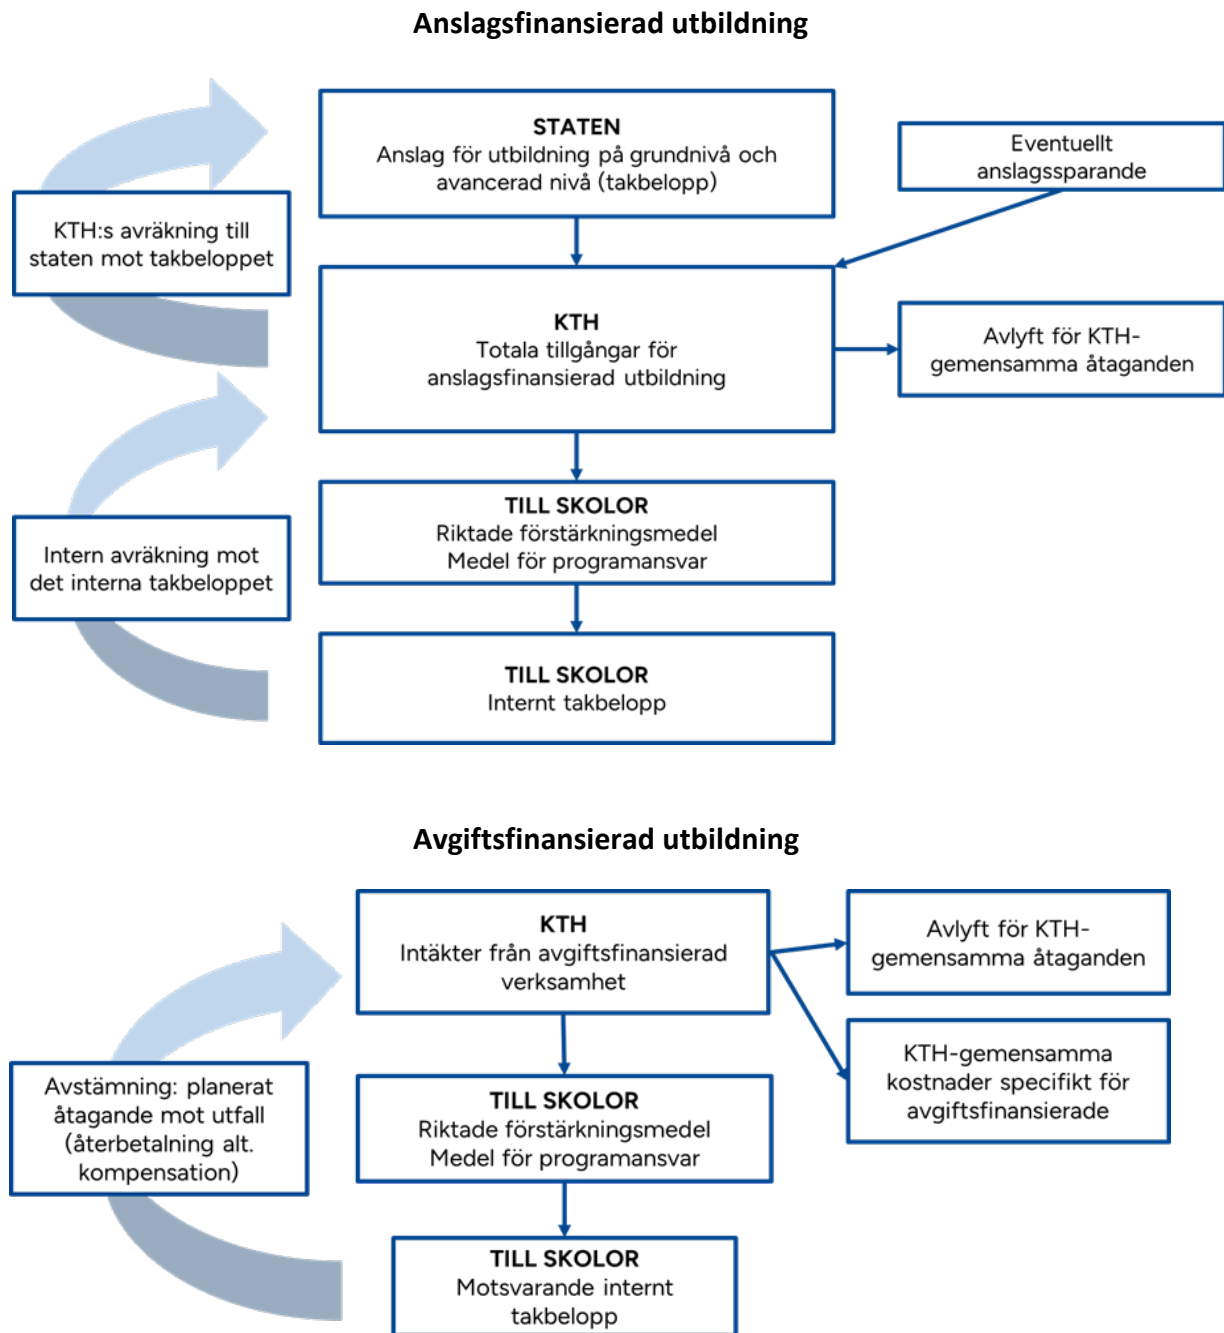 Anslagsfinansierad utbildning
STATEN
Anslag för utbildning på grundnivå och
avancerad nivå (takbelopp)
Eventuellt
anslagssparande
KTH:s avräkning till
staten mot takbeloppet
KTH
Totala tillgångar för
anslagsfinansierad utbildning
Avlyft för KTH-
gemensamma åtaganden
TILL SKOLOR
Riktade förstärkningsmedel
Medel för programansvar
Intern avräkning mot
det interna takbeloppet
TILL SKOLOR
Internt takbelopp
Avgiftsfinansierad utbildning
KTH
Intäkter från avgiftsfinansierad
verksamhet
Avlyft för KTH-
gemensamma åtaganden
KTH-gemensamma
kostnader specifikt för
avgiftsfinansierade
Avstämning: planerat
åtagande mot utfall
(återbetalning alt.
kompensation)
TILL SKOLOR
Riktade förstärkningsmedel
Medel för programansvar
TILL SKOLOR
Motsvarande internt
takbelopp